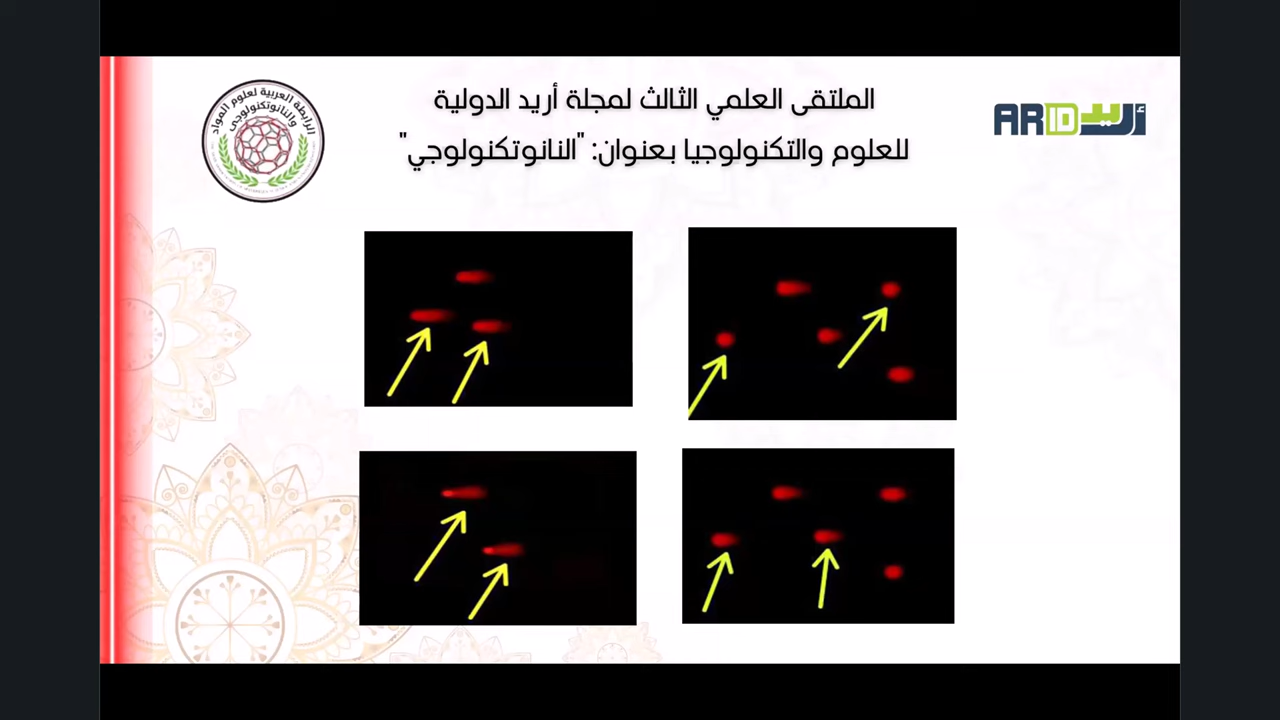 الملتقى العلمي الثالث لمجلة أريد الدولية
للعلوم والتكنولوجيا بعنوان: "النانوتكنولوجي"
الرابطة العربية لعلوم المواد
والنانوتكنولوجي
ARID أريد